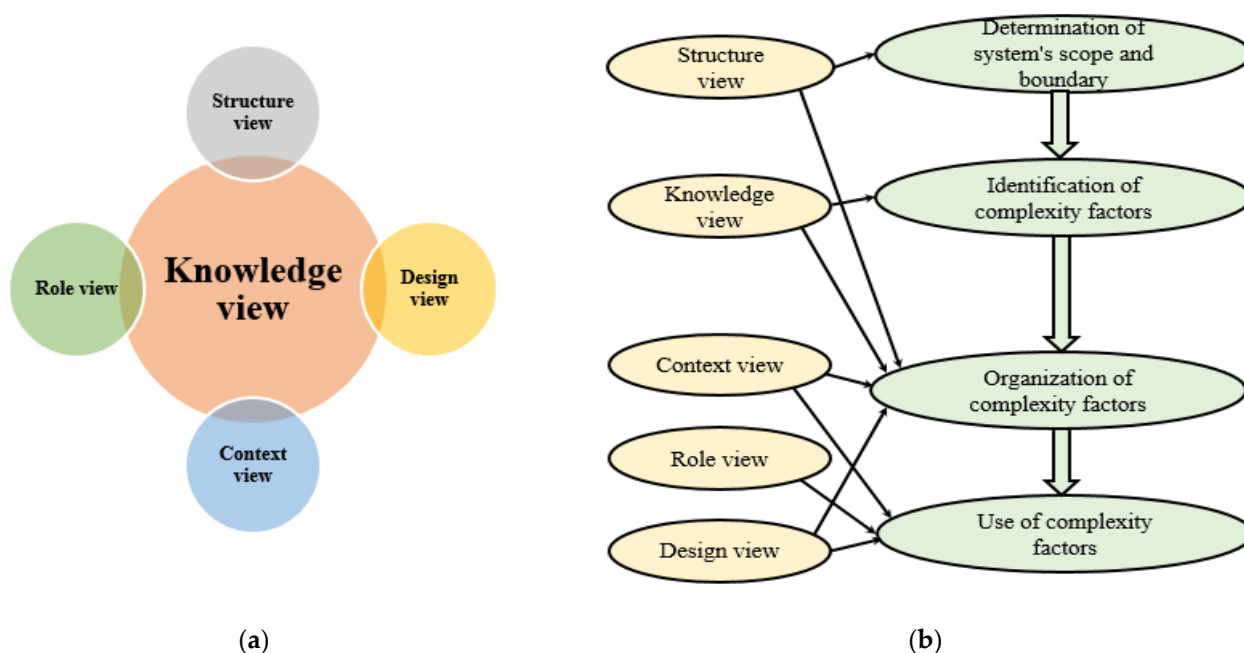 Structure
view
Role view
Knowledge
view
Design
view
Context
view
(a)
Structure
view
Determination of
system's scope and
boundary
Knowledge
view
Identification of
complexity factors
Context view
Organization of
complexity factors
Role view
Design view
Use of complexity
factors
(b)